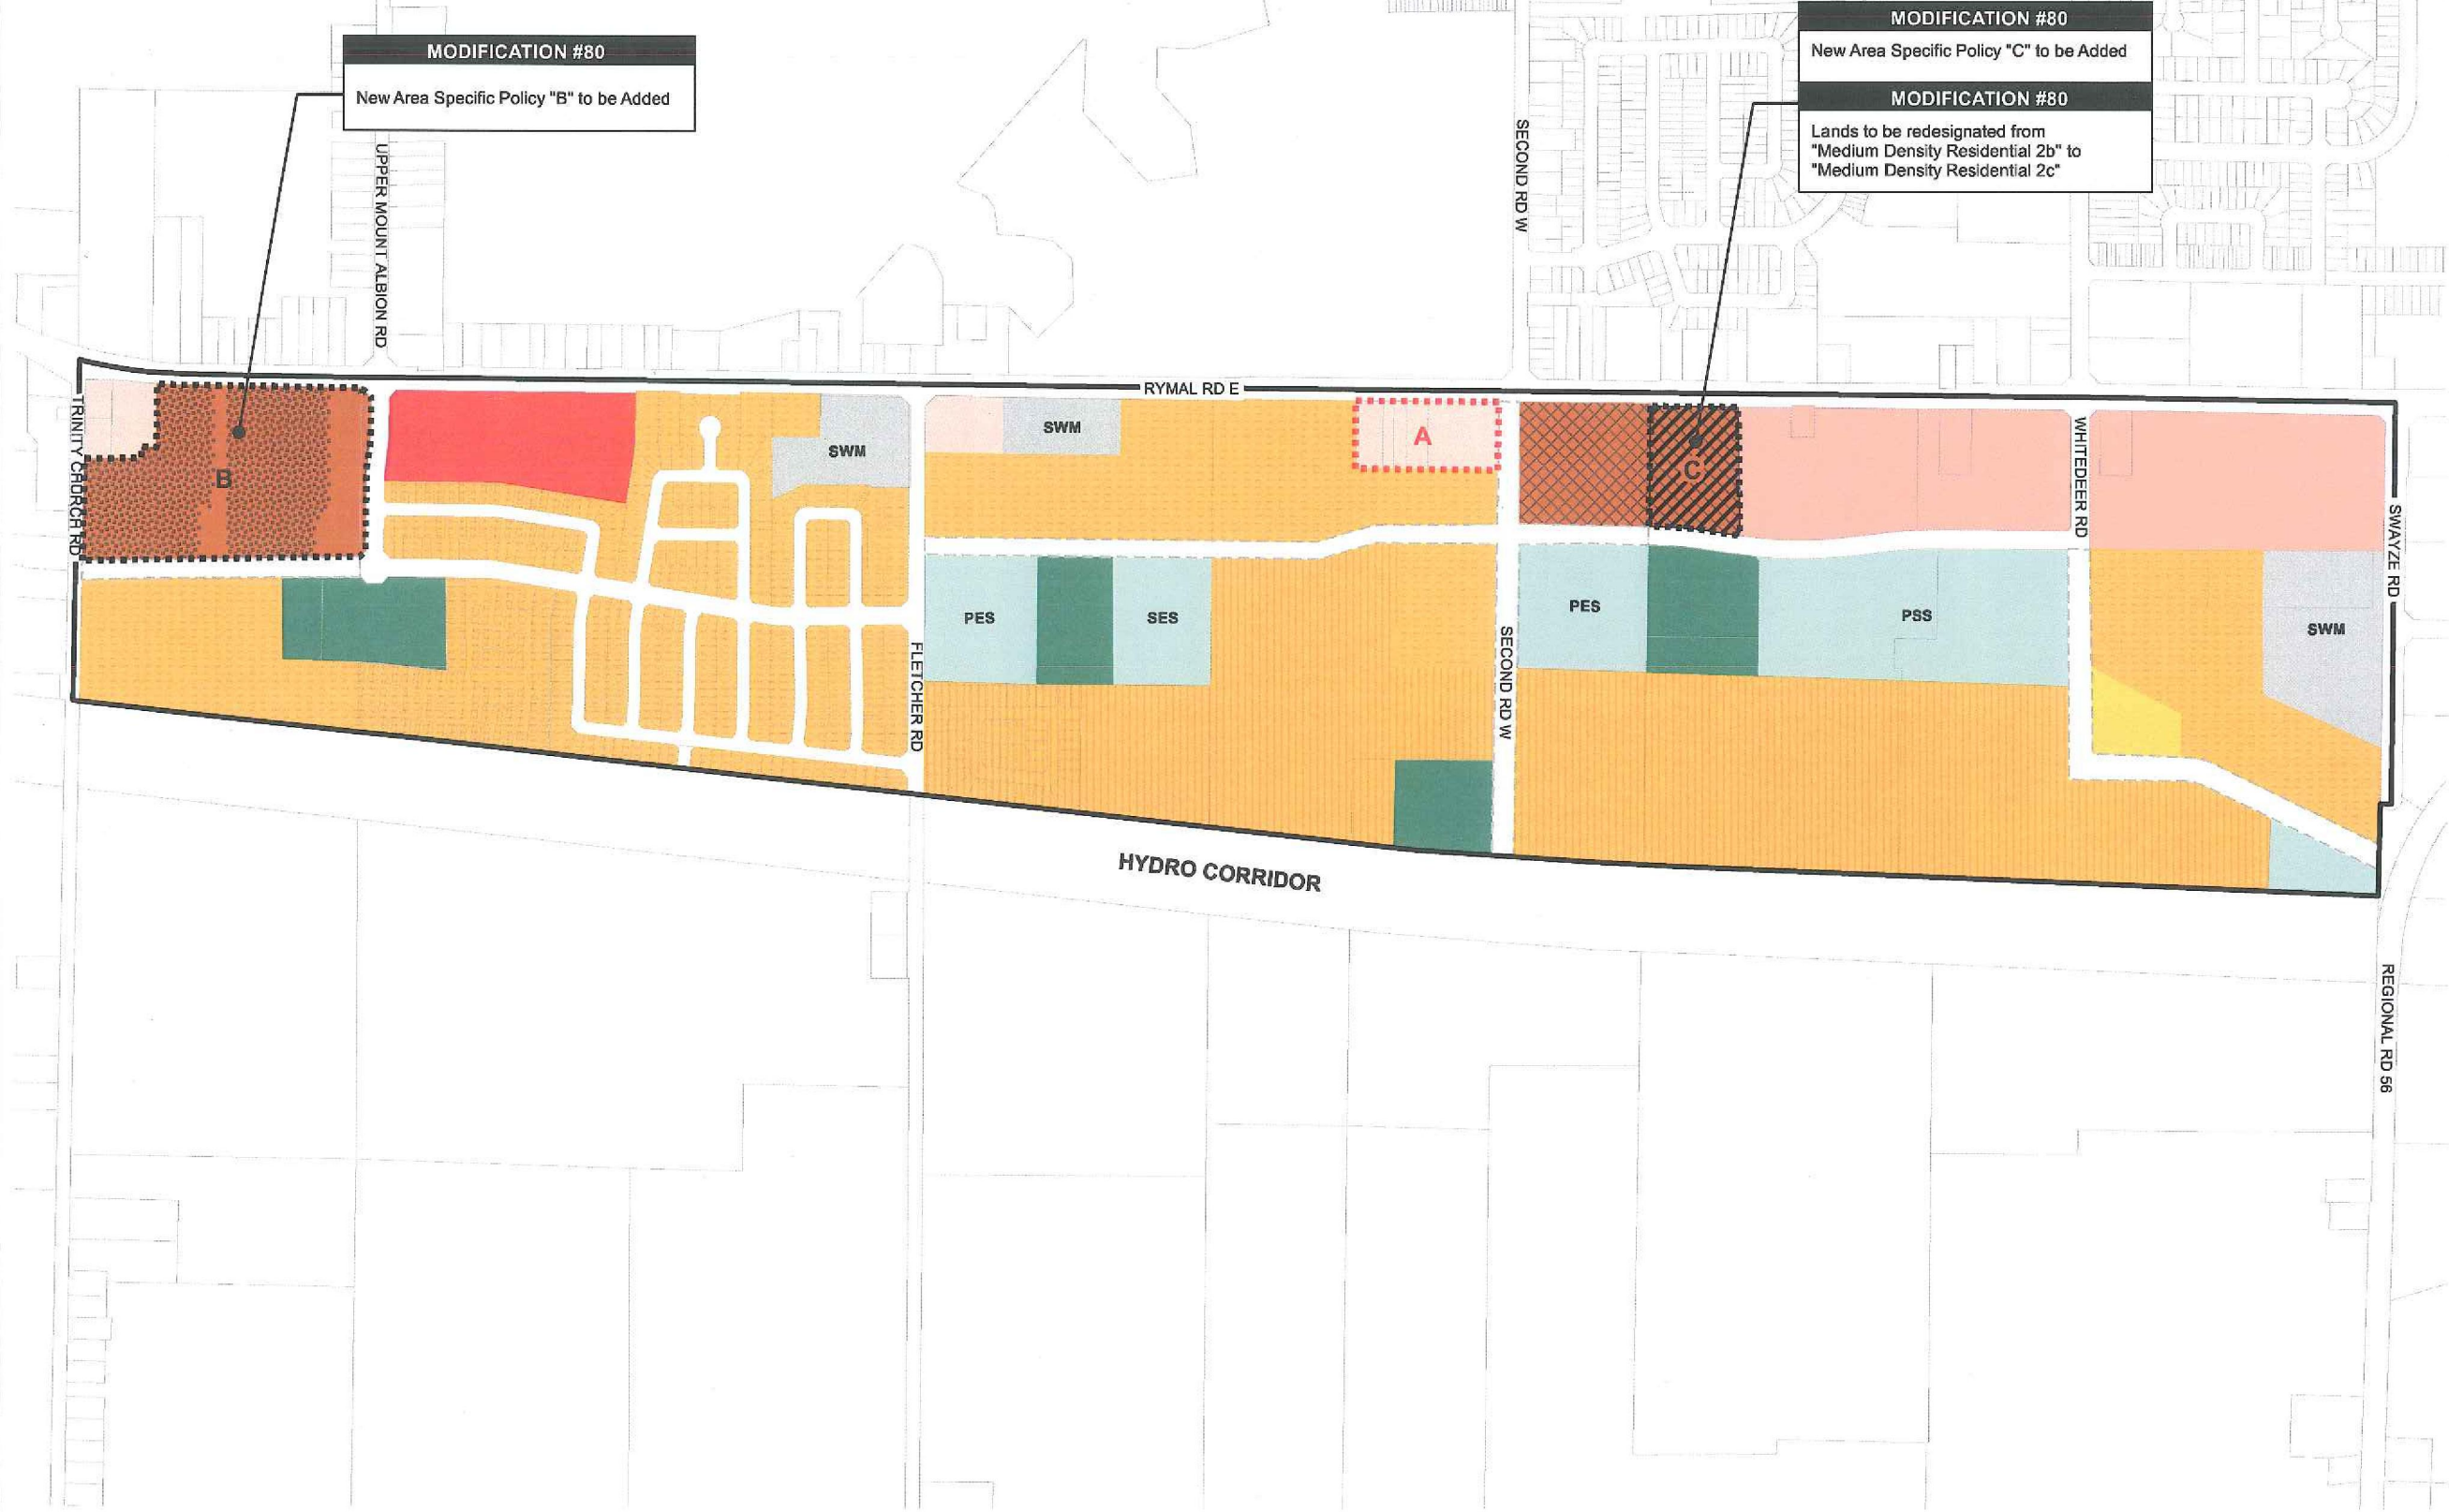 MODIFICATION #80
New Area Specific Policy "B" to be Added
MODIFICATION #80
New Area Specific Policy "C" to be Added
MODIFICATION #80
Lands to be redesignated from
"Medium Density Residential 2b" to
"Medium Density Residential 2c"
UPPER MOUNT ALBION RD
SECOND RD W
RYMAL RD E
TRINITY CHURCH RD
B
SWM
SWM
A
C
WHITEDEER RD
SWAYZE RD
PES
SES
PES
PSS
SWM
FLETCHER RD
SECOND RD W
HYDRO CORRIDOR
REGIONAL RD 56